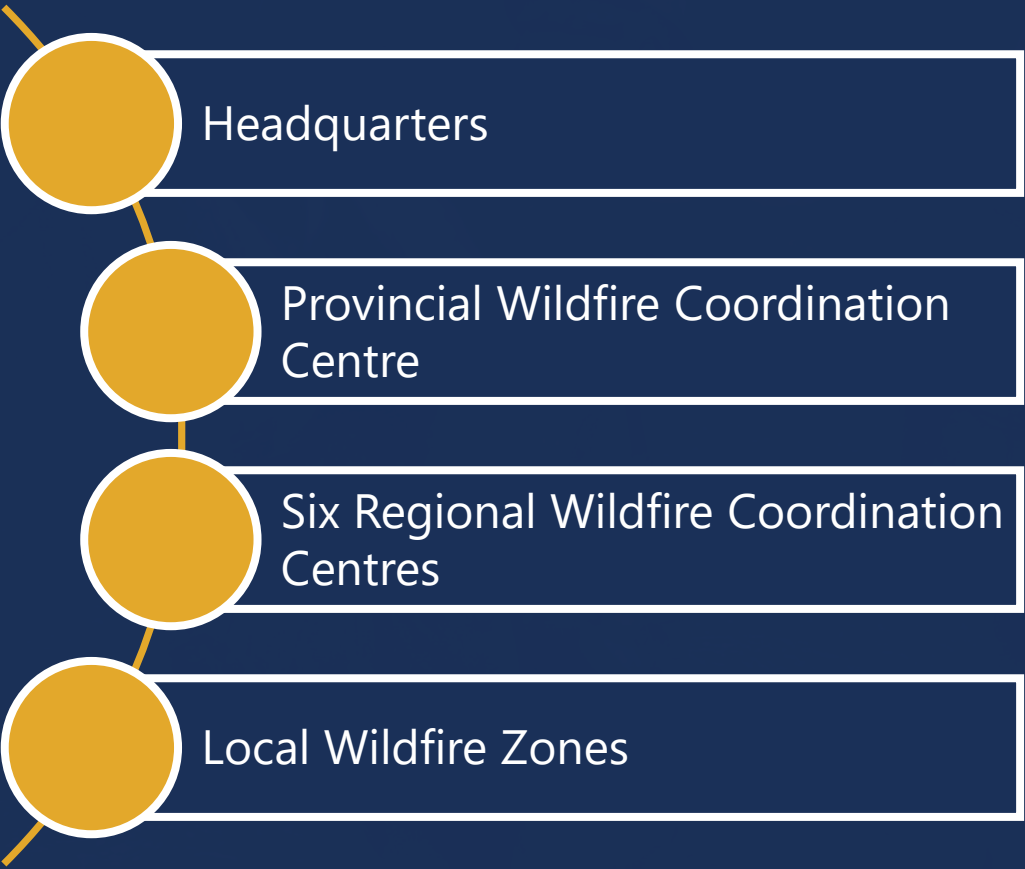 Headquarters
Provincial Wildfire Coordination
Centre
Six Regional Wildfire Coordination
Centres
Local Wildfire Zones